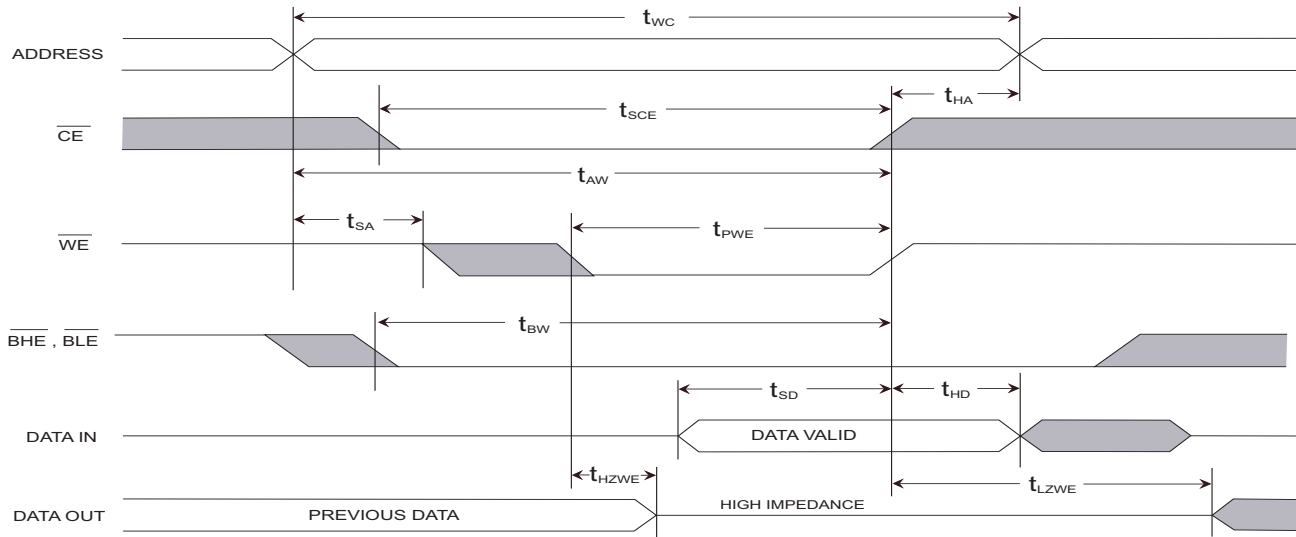 tWC
ADDRESS
tHA
tSCE
CE
tAW
tSA
tPWE
WE
tBW
BHE , BLE
tSD
tHD
DATA IN
DATA VALID
tHZWE
tLZWE
HIGH IMPEDANCE
DATA OUT
PREVIOUS DATA